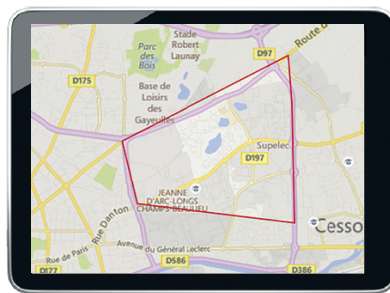 Stade
Robert
Launay
D97
Route d
Parc
des
Bois
D175
Base de
Loisirs
des
Gayeulles
Supelec
D197
JEANNE
D'ARC-LONGS
CHAMPS-BEAULIEU
Rue Danton
Cesso
Avenue du Général Leclerc
Rue de Paris
D586
D177
D386